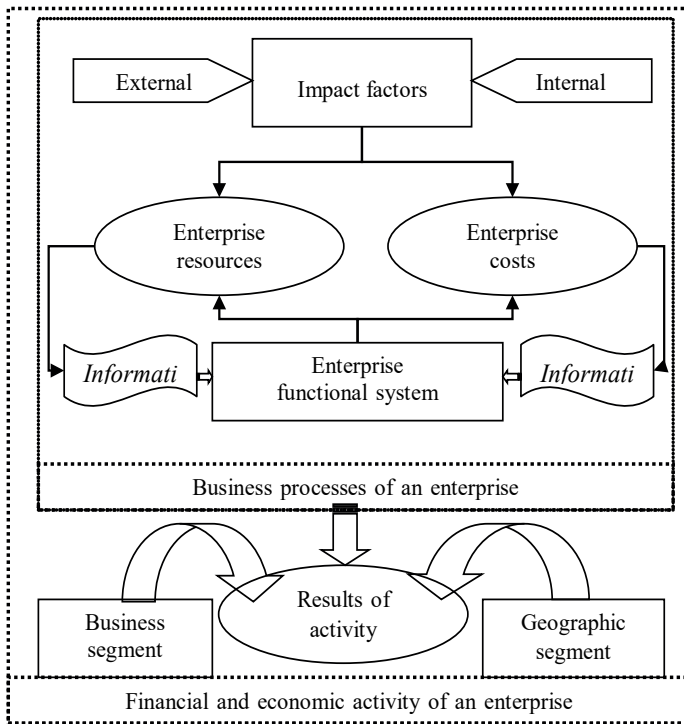 External
Impact factors
Internal
Enterprise
resources
Enterprise
costs
Informati
Enterprise
functional system
Informati
Business processes of an enterprise
Results of
activity
Business
segment
Geographic
segment
Financial and economic activity of an enterprise